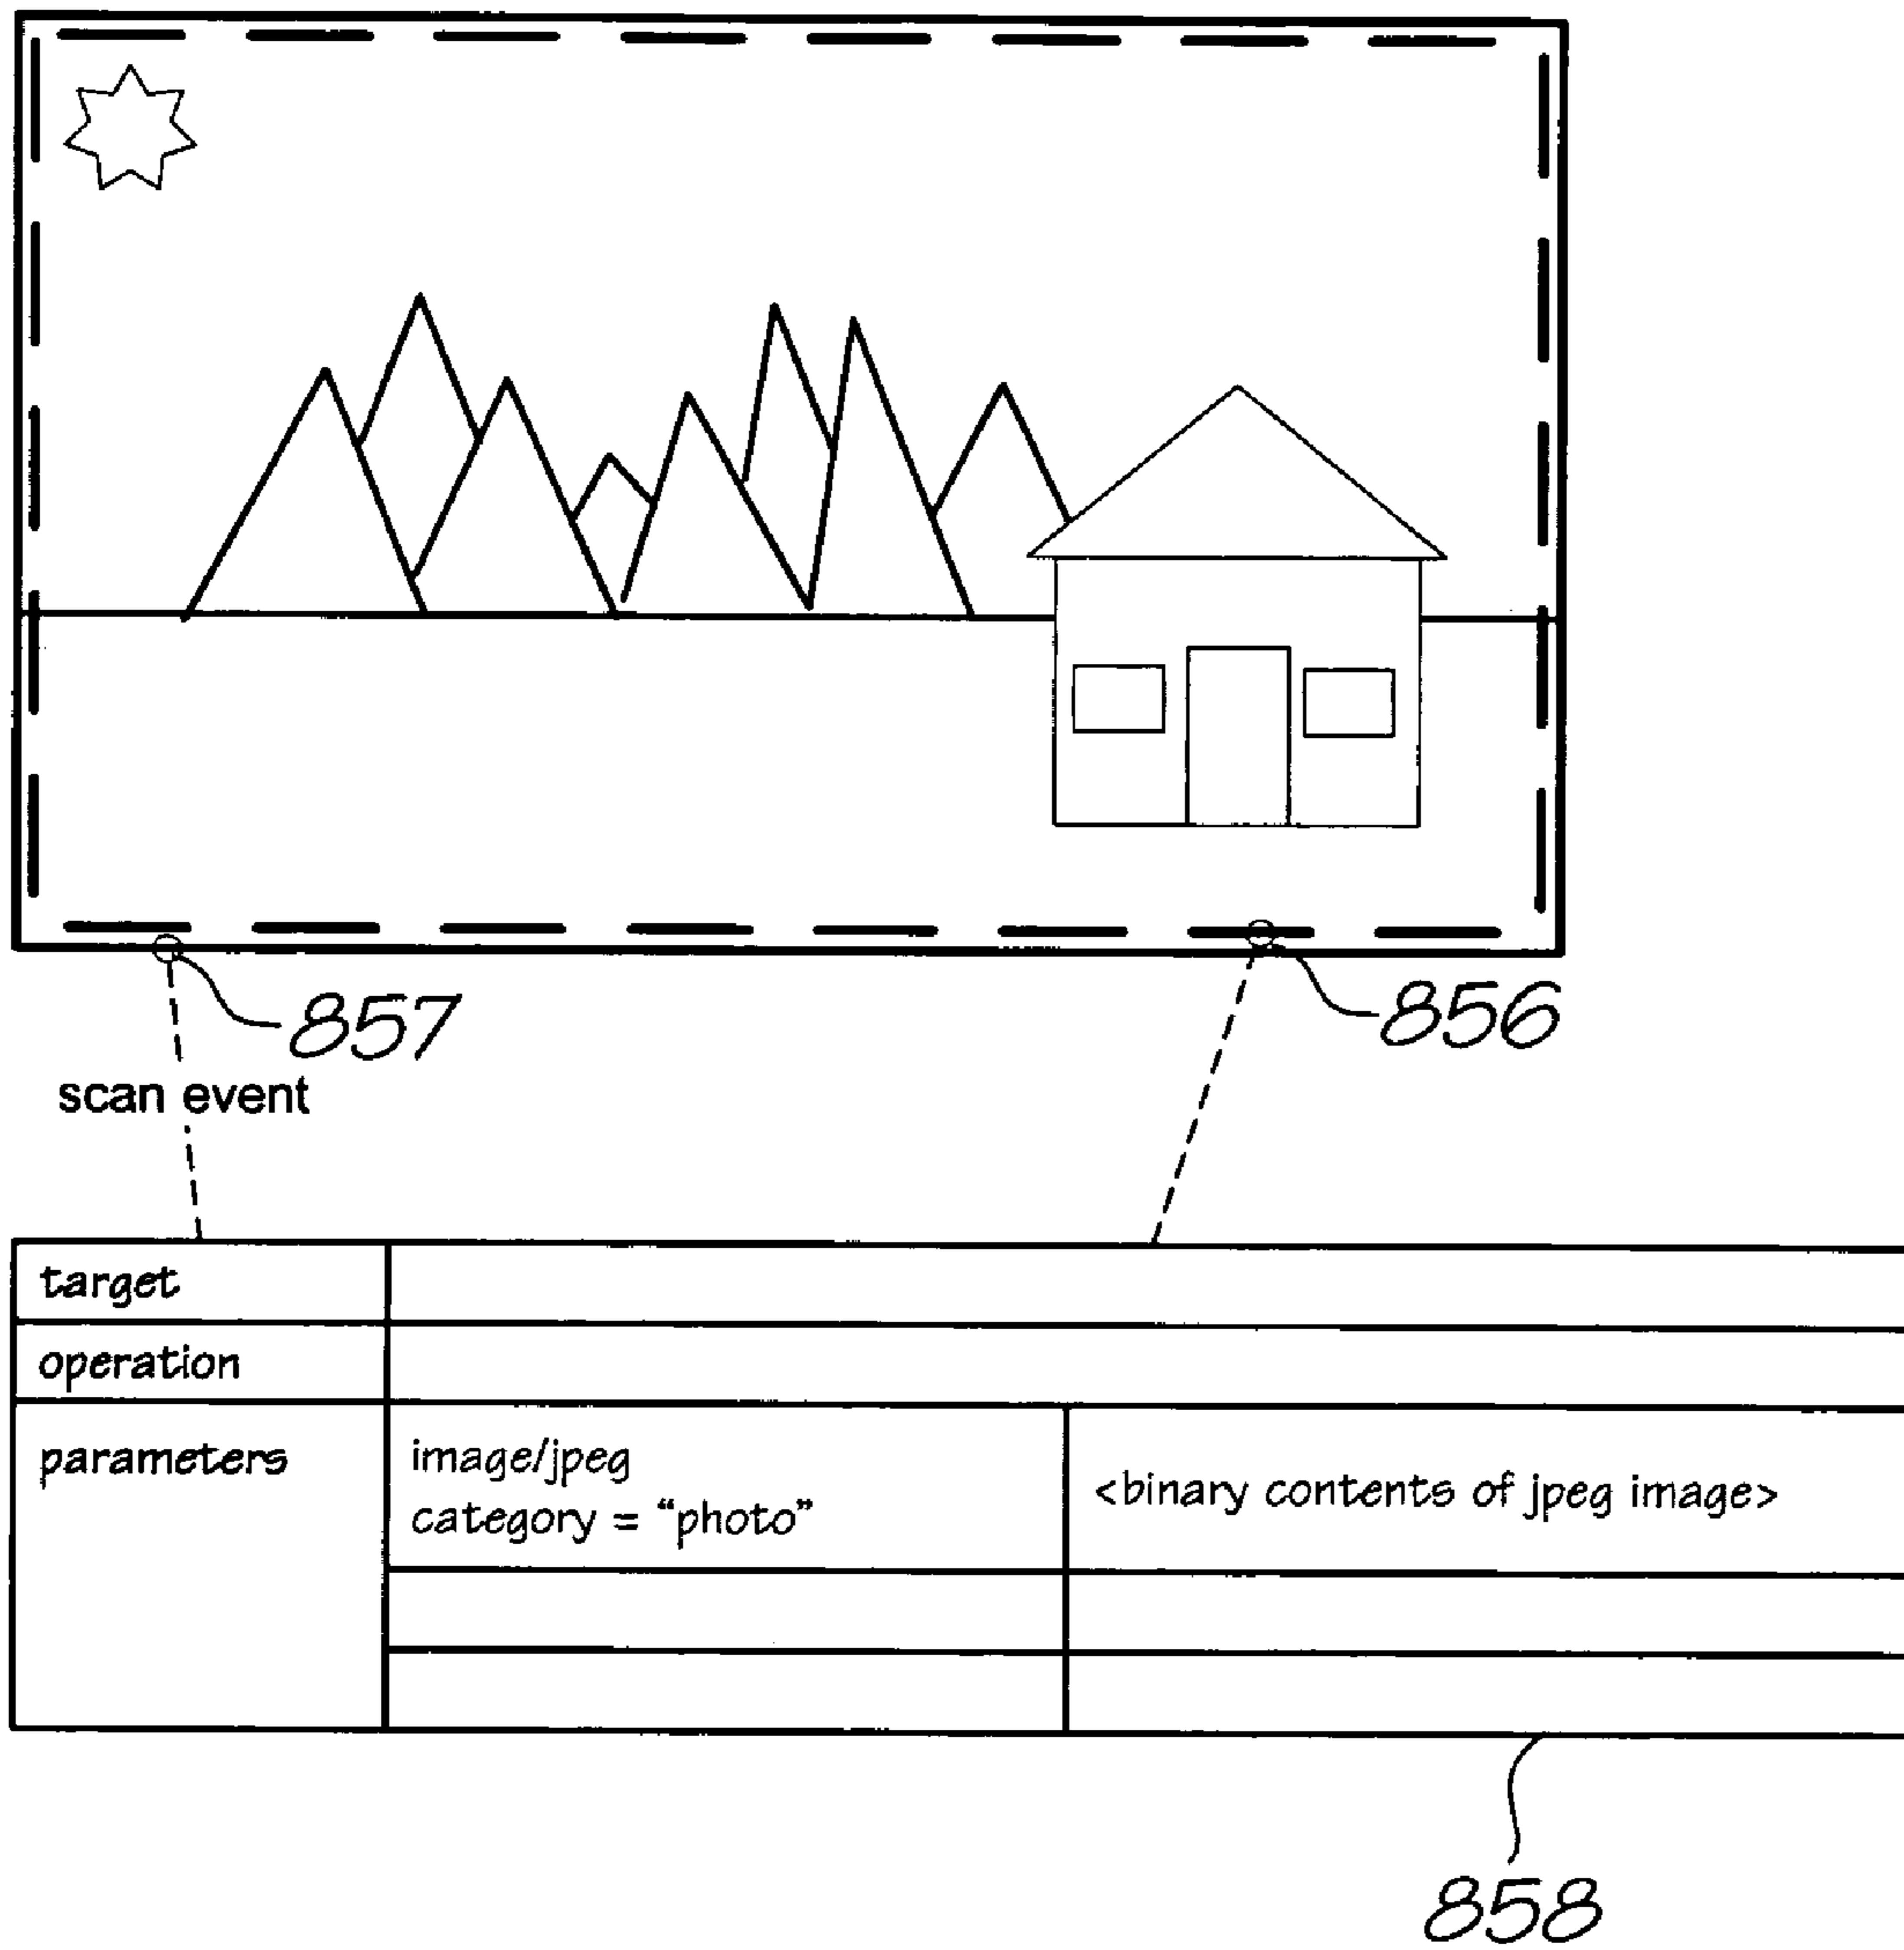 857
856
scan event
target
operation
parameters
image/jpeg
category = “photo”
<binary contents of jpeg image>
858